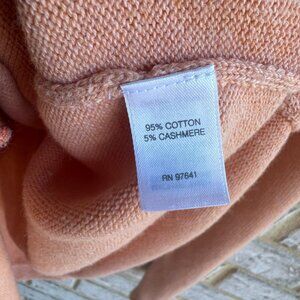 95% COTTON
5% CASHMERE
RN 97641